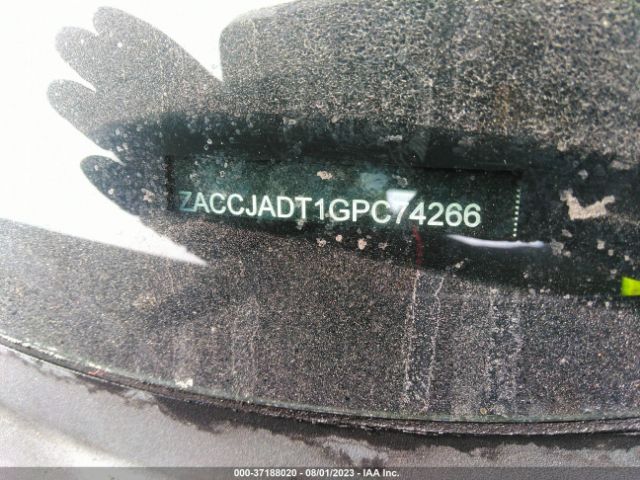 ZACCJADT1GPC74266
000-37188020 - 08/01/2023 - IAA Inc.